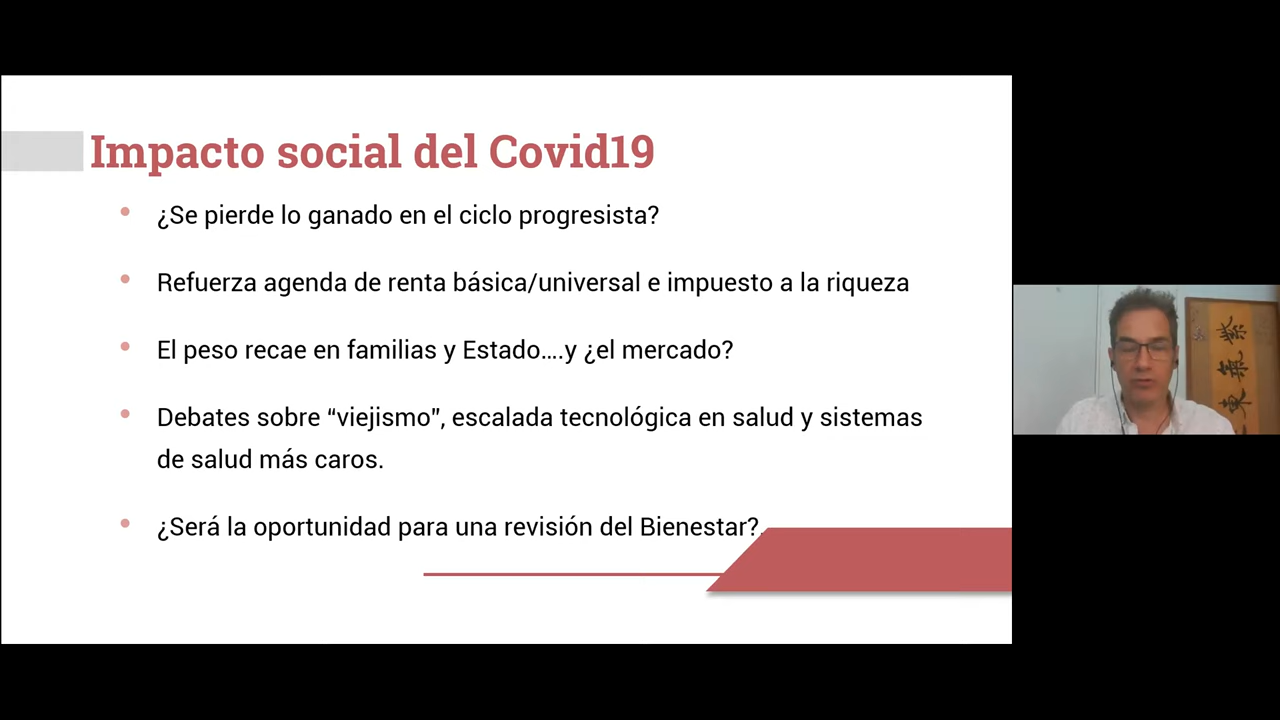 Impacto social del Covid19
¿Se pierde lo ganado en el ciclo progresista?
Refuerza agenda de renta básica/universal e impuesto a la riqueza
El peso recae en familias y Estado....y ¿el mercado?
Debates sobre “viejismo”, escalada tecnológica en salud y sistemas
de salud más caros.
¿Será la oportunidad para una revisión del Bienestar?